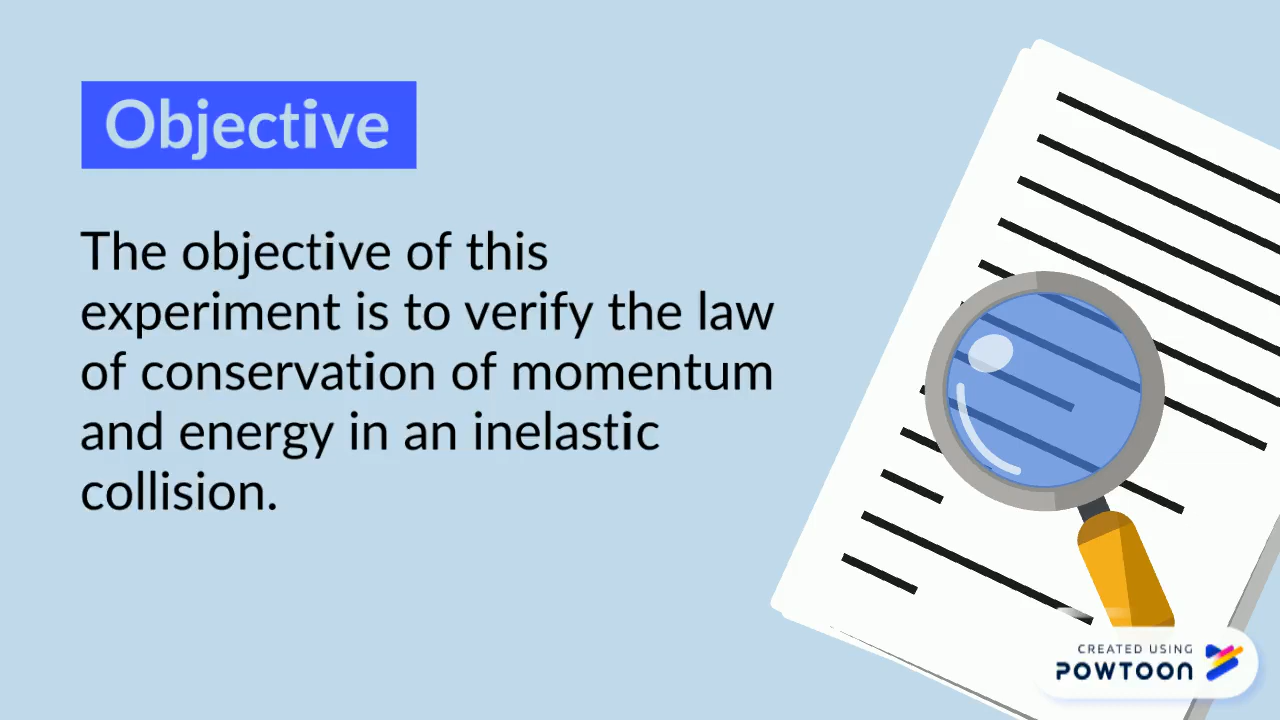 Objective
The objective of this
experiment is to verify the law
of conservation of momentum
and energy in an inelastic
collision.
CREATED USING
POWTOON